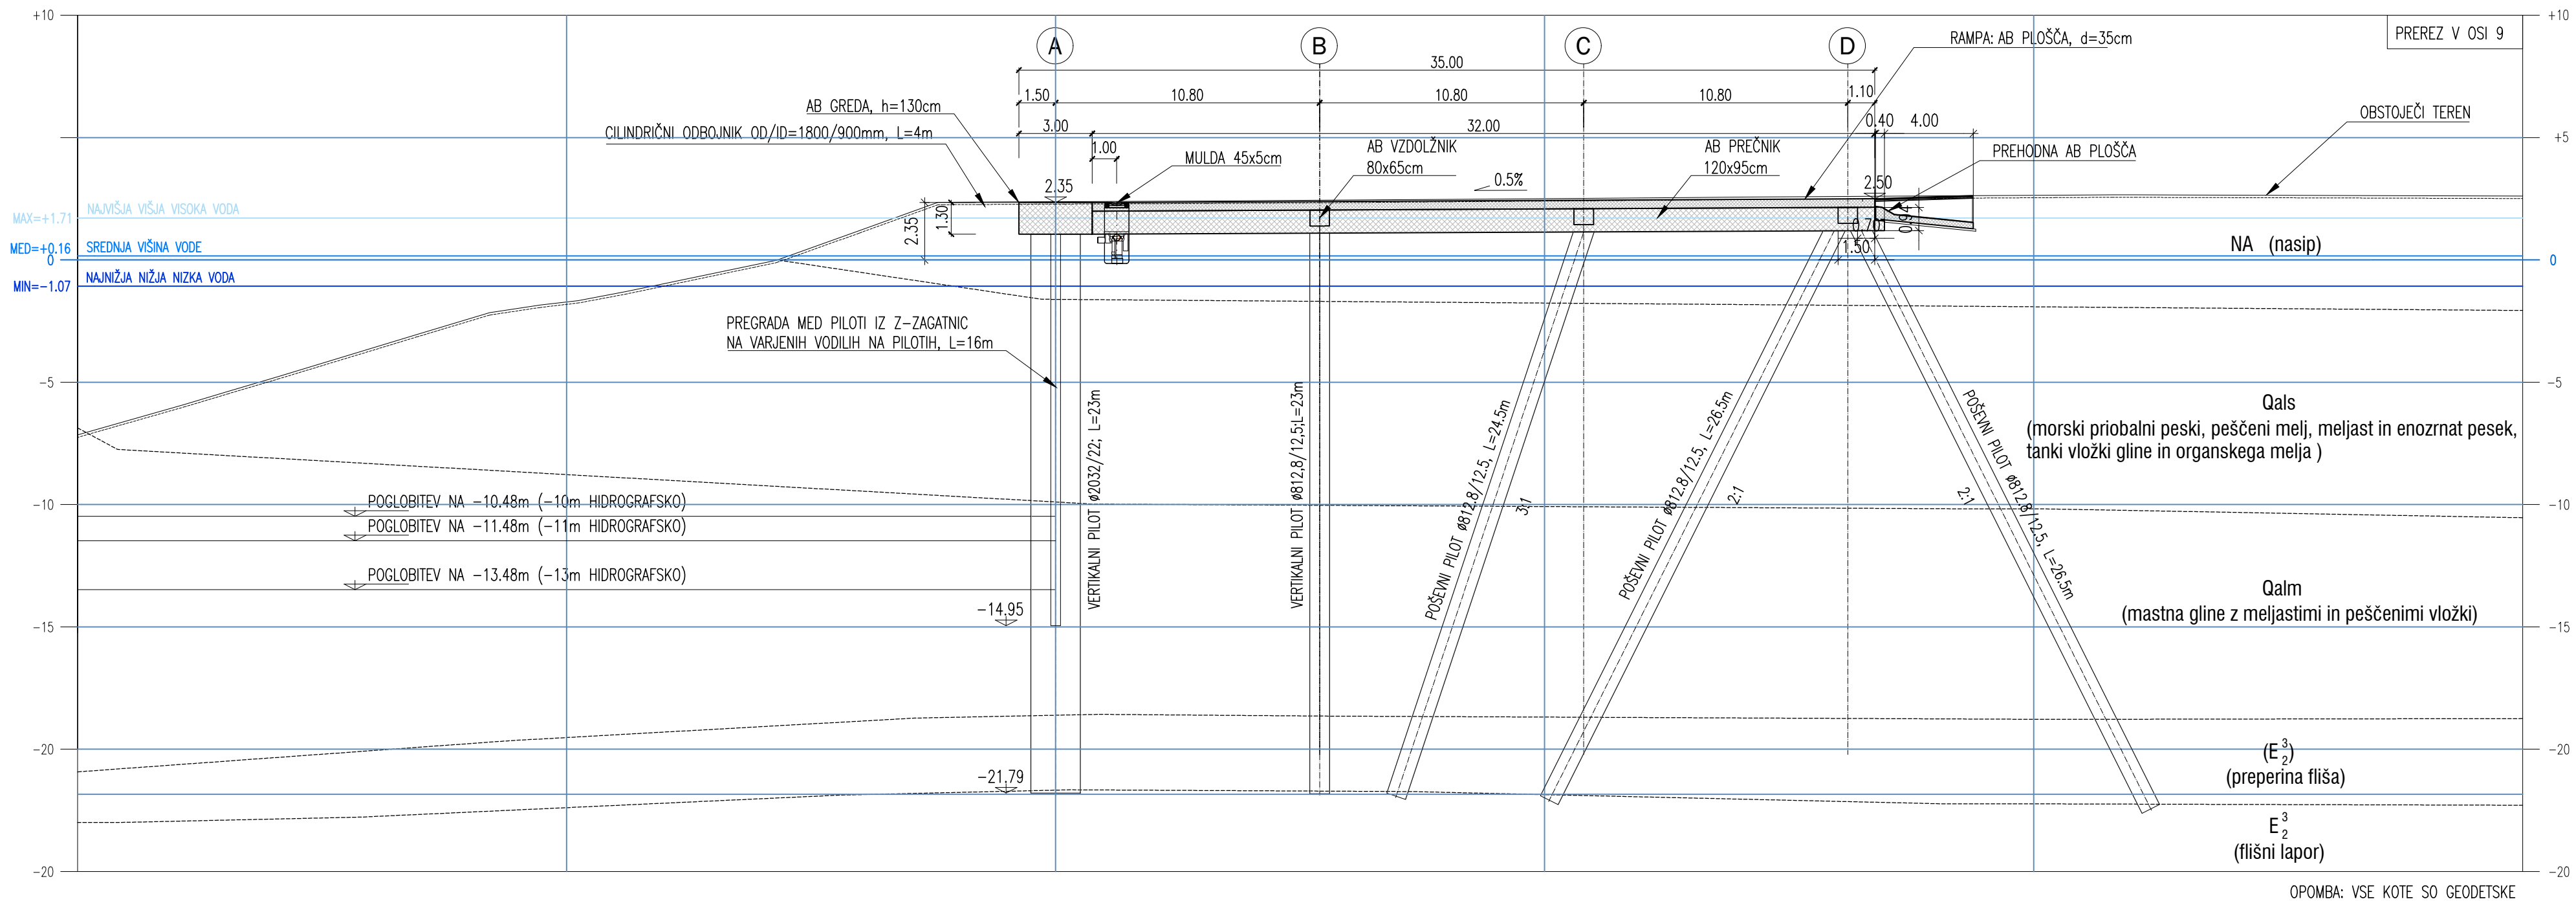 +10
+10
A
B
C
D
PREREZ V OSI 9
RAMPA: AB PLOŠČA, d=35cm
35.00
1.50
10.80
10.80
10.80
1.10
AB GREDA, h=130cm
CILINDRIČNI ODBOJNIK OD/ID=1800/900mm, L=4m
3.00
32.00
0.40
4.00
OBSTOJEČI TEREN
+5
1.00
MULDA 45x5cm
AB VZDOLŽNIK
80x65cm
AB PREČNIK
120x95cm
PREHODNA AB PLOŠČA
0.5%
2.35
2.50
MAX=+1.71
NAJVIŠJA VIŠJA VISOKA VODA
2.35
1.30
0.94
0.70
1.50
MED=+0.16
SREDNJA VIŠINA VODE
0
0
NA (nasip)
MIN=-1.07
NAJNIŽJA NIŽJA NIZKA VODA
PREGRADA MED PILOTI IZ Z-ZAGATNIC
NA VARJENIH VODILIH NA PILOTIH, L=16m
-5
-5
VERTIKALNI PILOT ø2032/22; L=23m
VERTIKALNI PILOT ø812,8/12,5;L=23m
POŠEVNI PILOT ø812.8/12.5, L=24.5m
3:1
POŠEVNI PILOT ø812.8/12.5, L=26.5m
2:1
POŠEVNI PILOT ø812.8/12.5, L=26.5m
2:1
Qals
(morski priobalni peski, peščeni melj, meljast in enozrnat pesek,
tanki vložki gline in organskega melja )
-10
-10
POGLOBITEV NA -10.48m (-10m HIDROGRAFSKO)
POGLOBITEV NA -11.48m (-11m HIDROGRAFSKO)
POGLOBITEV NA -13.48m (-13m HIDROGRAFSKO)
-14.95
Qalm
(mastna gline z meljastimi in peščenimi vložki)
-15
-15
-20
-20
(E 3 2)
(preperina fliša)
-21.79
E 3 2
(flišni lapor)
-20
-20
OPOMBA: VSE KOTE SO GEODETSKE